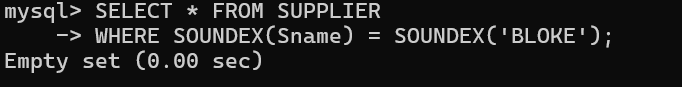 mysql> SELECT * FROM SUPPLIER
    -> WHERE SOUNDEX(Sname) = SOUNDEX('BLOKE');
Empty set (0.00 sec)